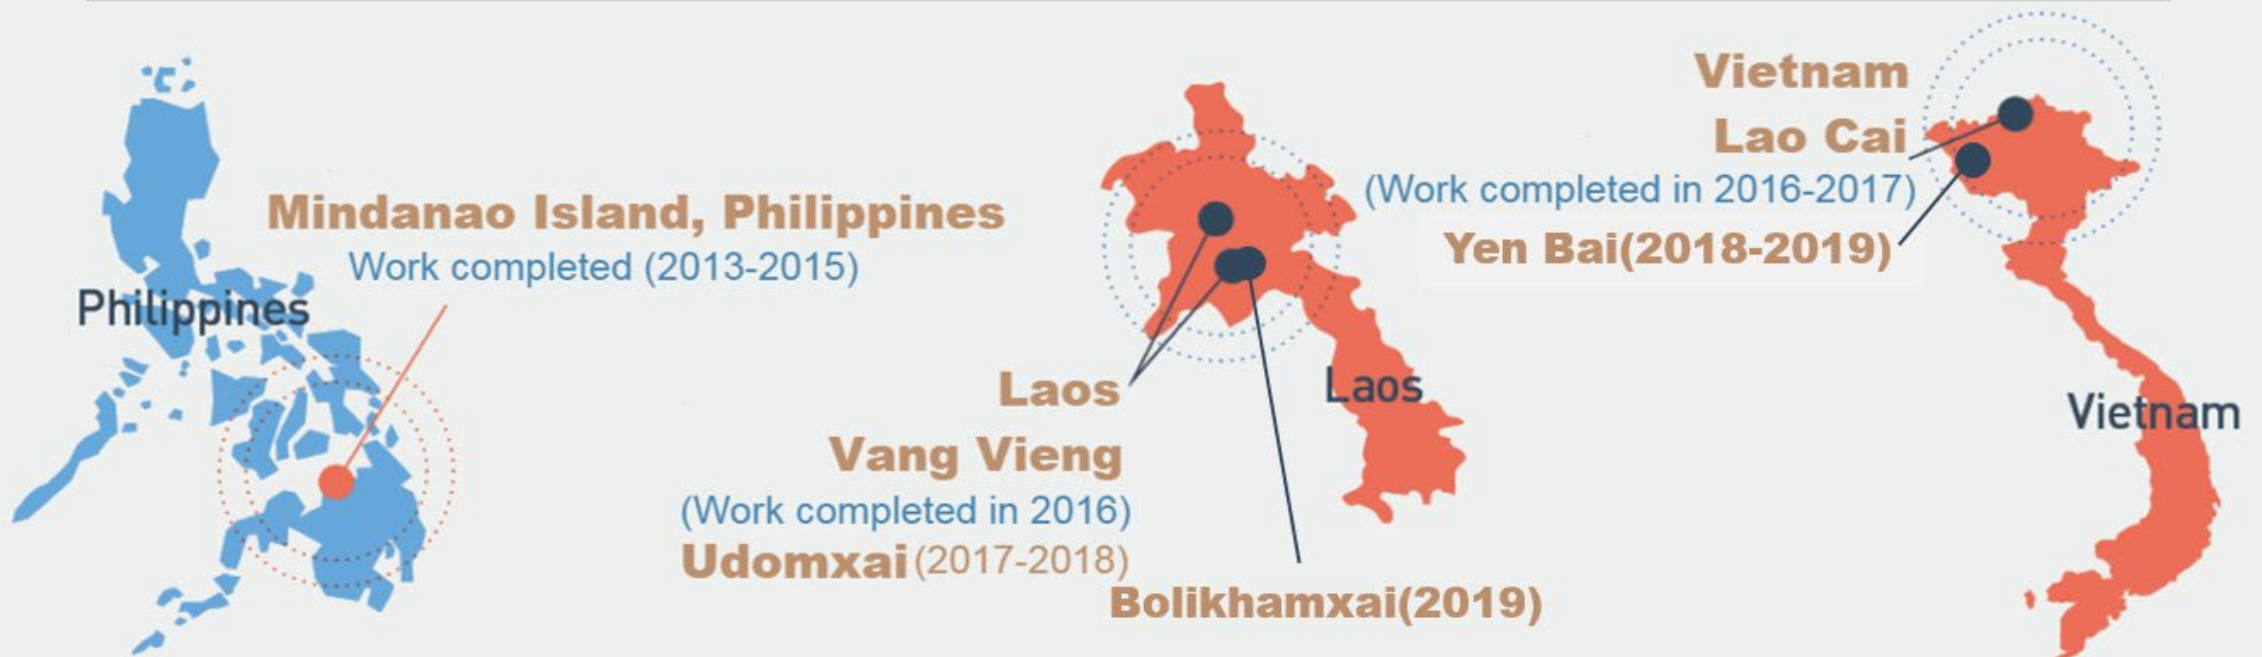 Philippines
Mindanao Island, Philippines
Work completed (2013-2015)
Laos
Vang Vieng
(Work completed in 2016)
Udomxai(2017-2018)
Bolikhamxai(2019)
Laos
Vietnam
Lao Cai
(Work completed in 2016-2017)
Yen Bai(2018-2019)
Vietnam